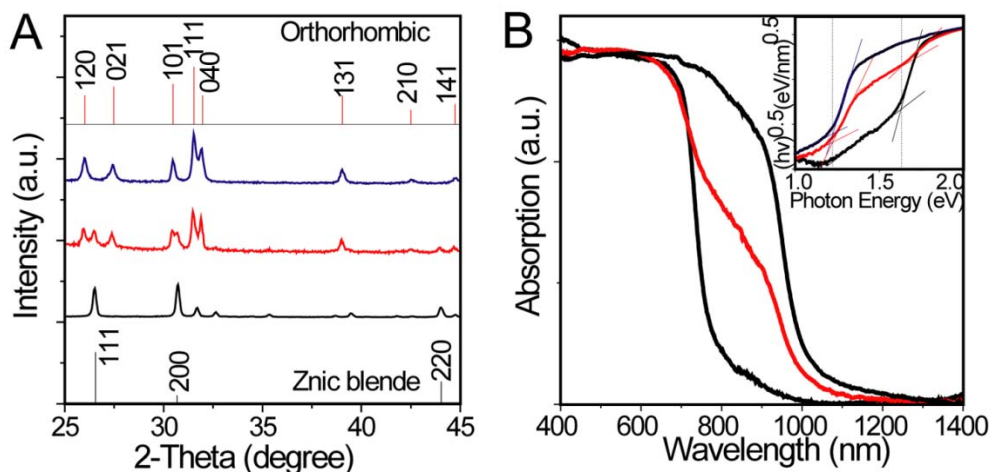 A
Orthorhombic
120
021
101
111
040
131
210
141
Intensity (a.u.)
111
200
220
Znic blende
25 30 35 40 45
2-Theta (degree)
B
Absorption (a.u.)
400 600 800 1000 1200 1400
Wavelength (nm)
(hv)^0.5 (eV/nm)^0.5
1.0 1.5 2.0
Photon Energy (eV)